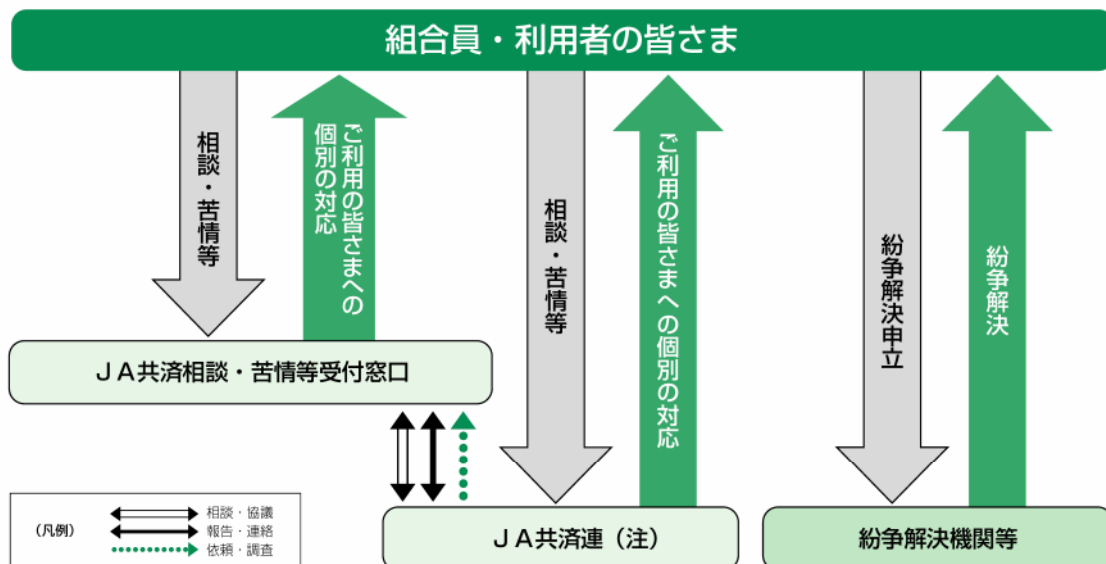 組合員・利用者の皆さま
相談・苦情等
ご利用の皆さまへの
個別の対応
相談・苦情等
ご利用の皆さまへの個別の対応
紛争解決申立
紛争解決
ＪＡ共済相談・苦情等受付窓口
（凡例）
相談・協議
報告・連絡
依頼・調査
ＪＡ共済連（注）
紛争解決機関等